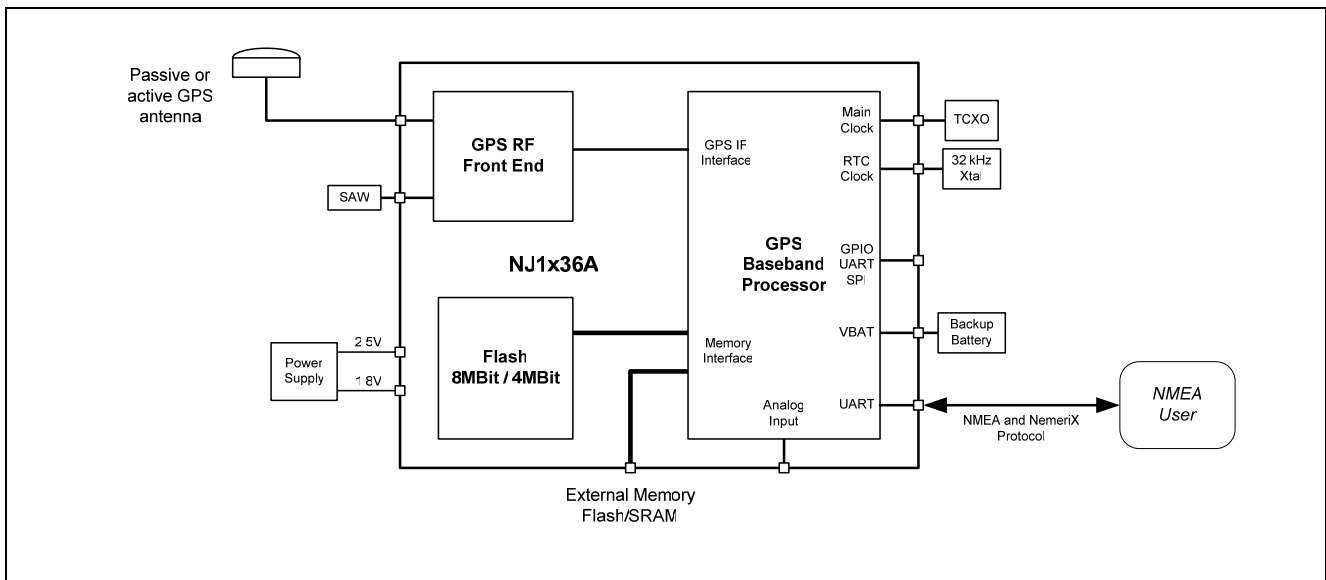 Passive or
active GPS
antenna
SAW
GPS RF
Front End
GPS IF
Interface
Main
Clock
TCXO
RTC
Clock
32 kHz
Xtal
NJ1x36A
GPS
Baseband
Processor
GPIO
UART
SPI
VBAT
Backup
Battery
Power
Supply
2 5V
1 8V
Flash
8MBit / 4MBit
Memory
Interface
Analog
Input
UART
NMEA and NemeriX
Protocol
NMEA
User
External Memory
Flash/SRAM